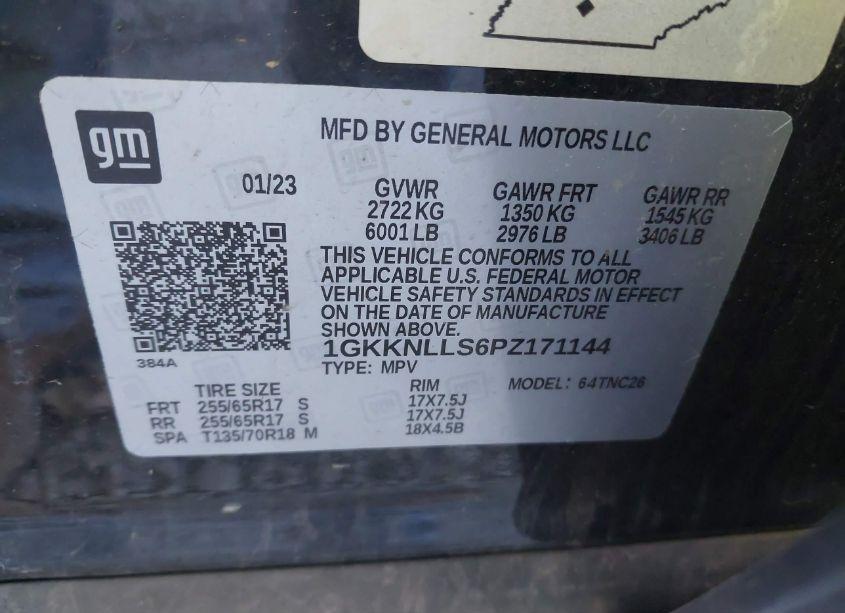 gm
MFD BY GENERAL MOTORS LLC
01/23
GVWR GAWR FRT GAWR RR
2722 KG 1350 KG 1545 KG
6001 LB 2976 LB 3406 LB
THIS VEHICLE CONFORMS TO ALL
APPLICABLE U.S. FEDERAL MOTOR
VEHICLE SAFETY STANDARDS IN EFFECT
ON THE DATE OF MANUFACTURE
SHOWN ABOVE.
384A
1GKKNLLS6PZ171144
TYPE: MPV
TIRE SIZE RIM MODEL: 64TNC26
FRT 255/65R17 S 17X7.5J
RR 255/65R17 S 17X7.5J
SPA T135/70R18 M 18X4.5B